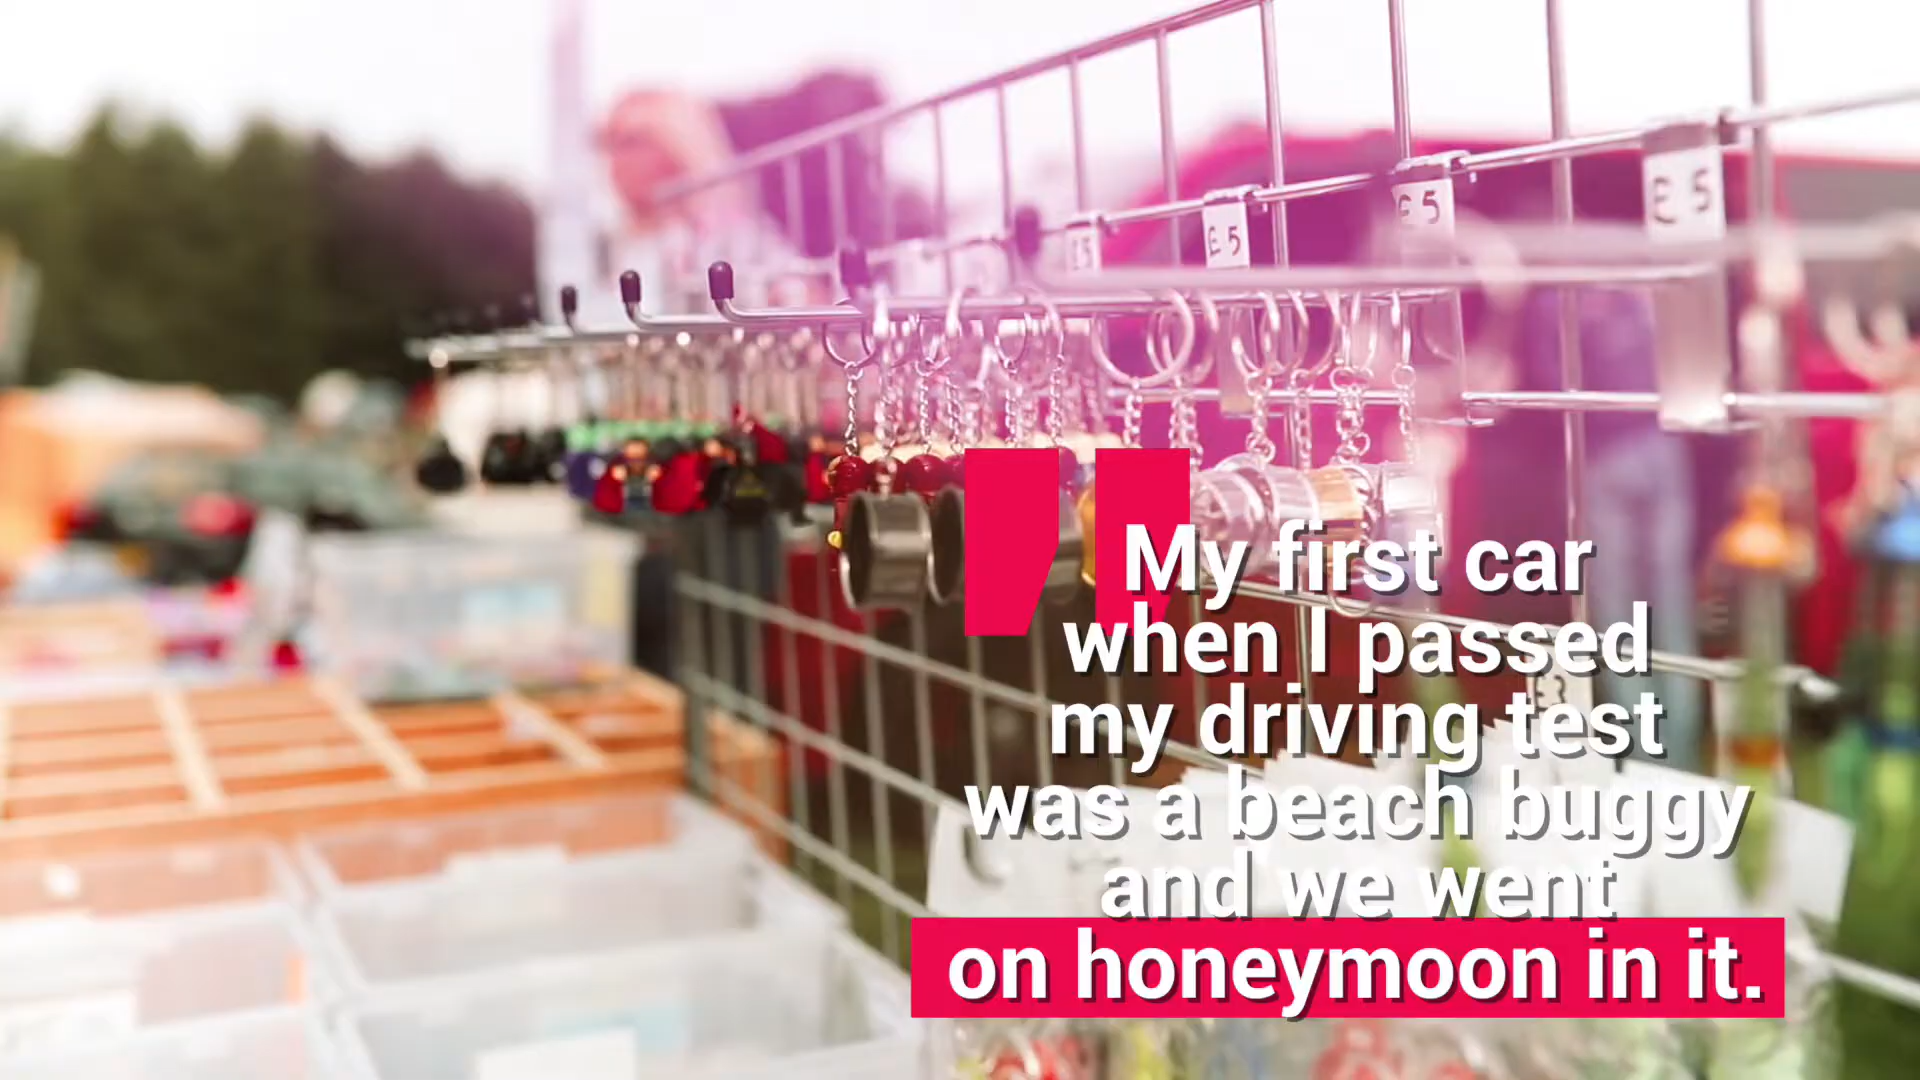 £5
£5
£5
£5
"
My first car
when I passed
my driving test
£3
was a beach buggy
and we went
on honeymoon in it.